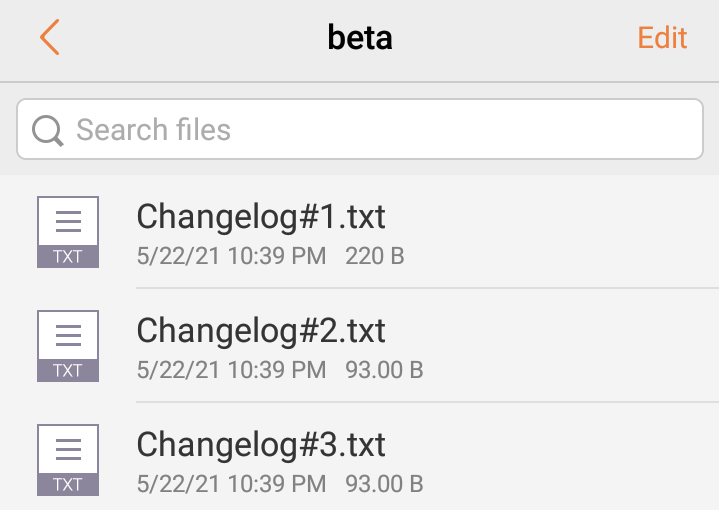 beta
Edit
Search files
Changelog#1.txt
TXT
5/22/21 10:39 PM 220 B
Changelog#2.txt
TXT
5/22/21 10:39 PM 93.00 B
Changelog#3.txt
TXT
5/22/21 10:39 PM 93.00 B